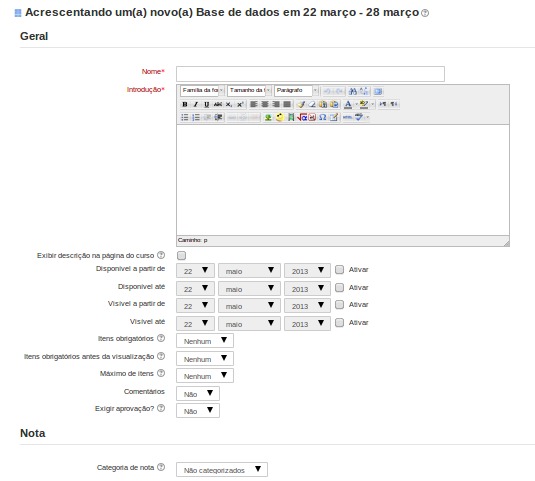 Acrescentando um(a) novo(a) Base de dados em 22 março - 28 março
Geral
Nome*
Introdução*
Família da for
Tamanho da f
Parágrafo
Caminho: p
Exibir descrição na página do curso
Disponível a partir de 22 maio 2013 Ativar
Disponível até 22 maio 2013 Ativar
Visível a partir de 22 maio 2013 Ativar
Visível até 22 maio 2013 Ativar
Itens obrigatórios Nenhum
Itens obrigatórios antes da visualização Nenhum
Máximo de itens Nenhum
Comentários Não
Exigir aprovação? Não
Nota
Categoria de nota Não categorizados